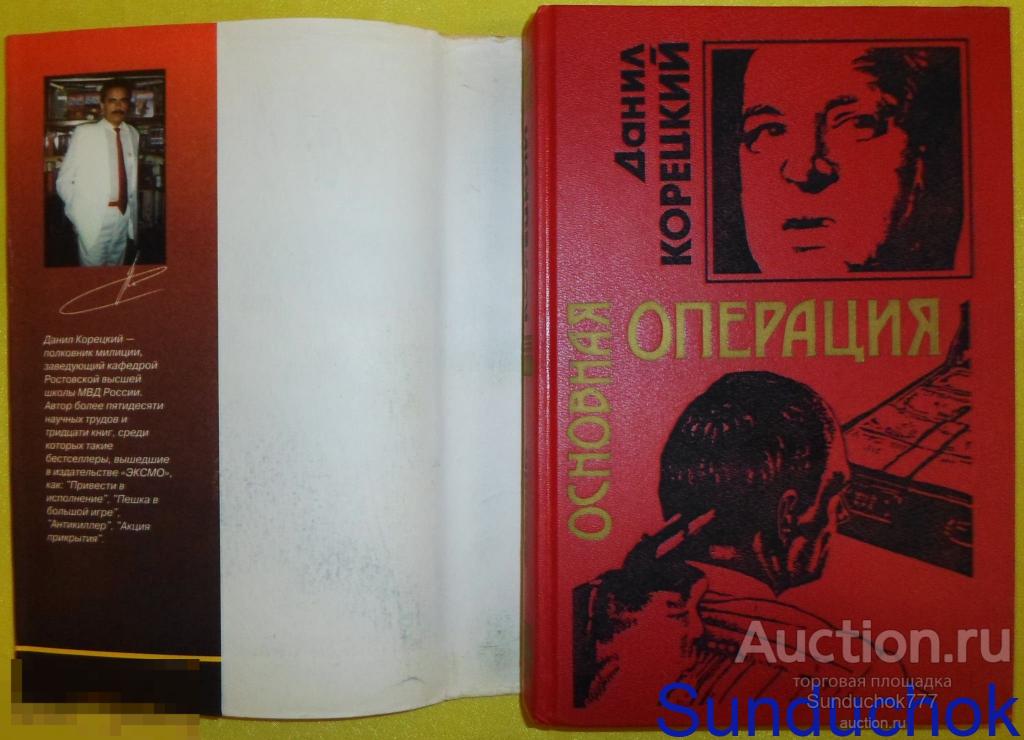 Данил Корецкий –
полковник милиции,
заведующий кафедрой
Ростовской высшей
школы МВД России.
Автор более пятидесяти
научных трудов и
тридцати книг, среди
которых такие
бестселлеры, вышедшие
в издательстве «ЭКСМО»,
как: "Привести в
исполнение", "Пешка в
большой игре",
"Антикиллер", "Акция
прикрытия".
Данил
КОРЕЦКИЙ
ОСНОВНАЯ
ОПЕРАЦИЯ
Auction.ru
торговая площадка
Sunduchok777
auction.ru
Sunduchok